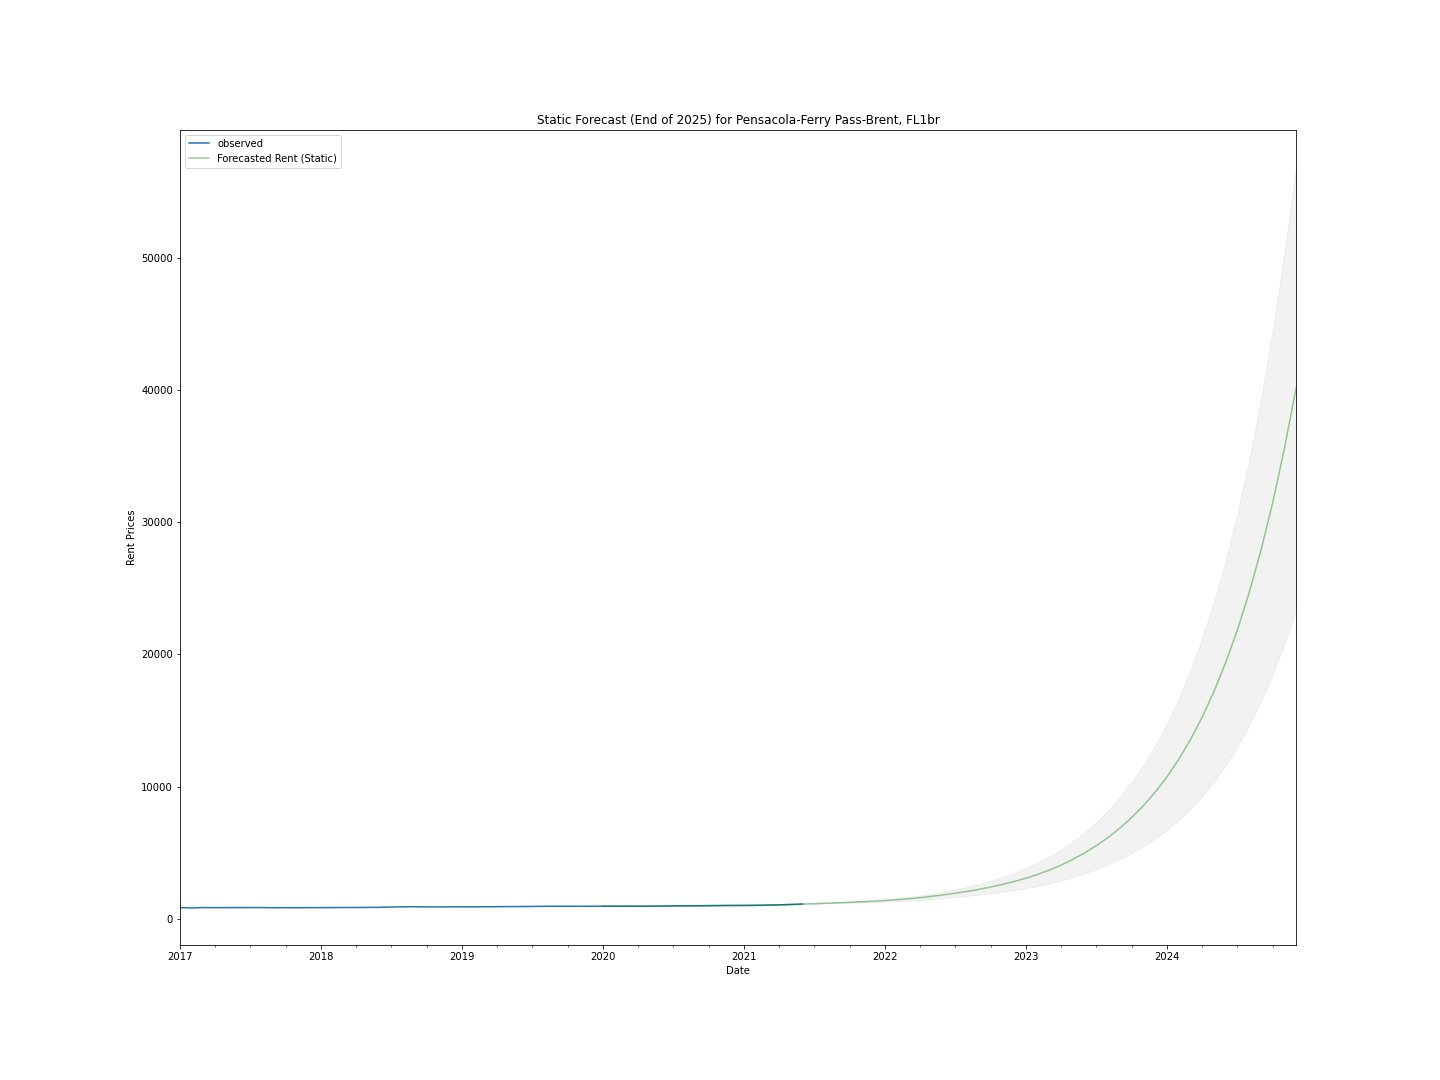 Static Forecast (End of 2025) for Pensacola-Ferry Pass-Brent, FL1br
observed
Forecasted Rent (Static)
50000
40000
30000
20000
10000
0
Rent Prices
2017 2018 2019 2020 2021 2022 2023 2024
Date